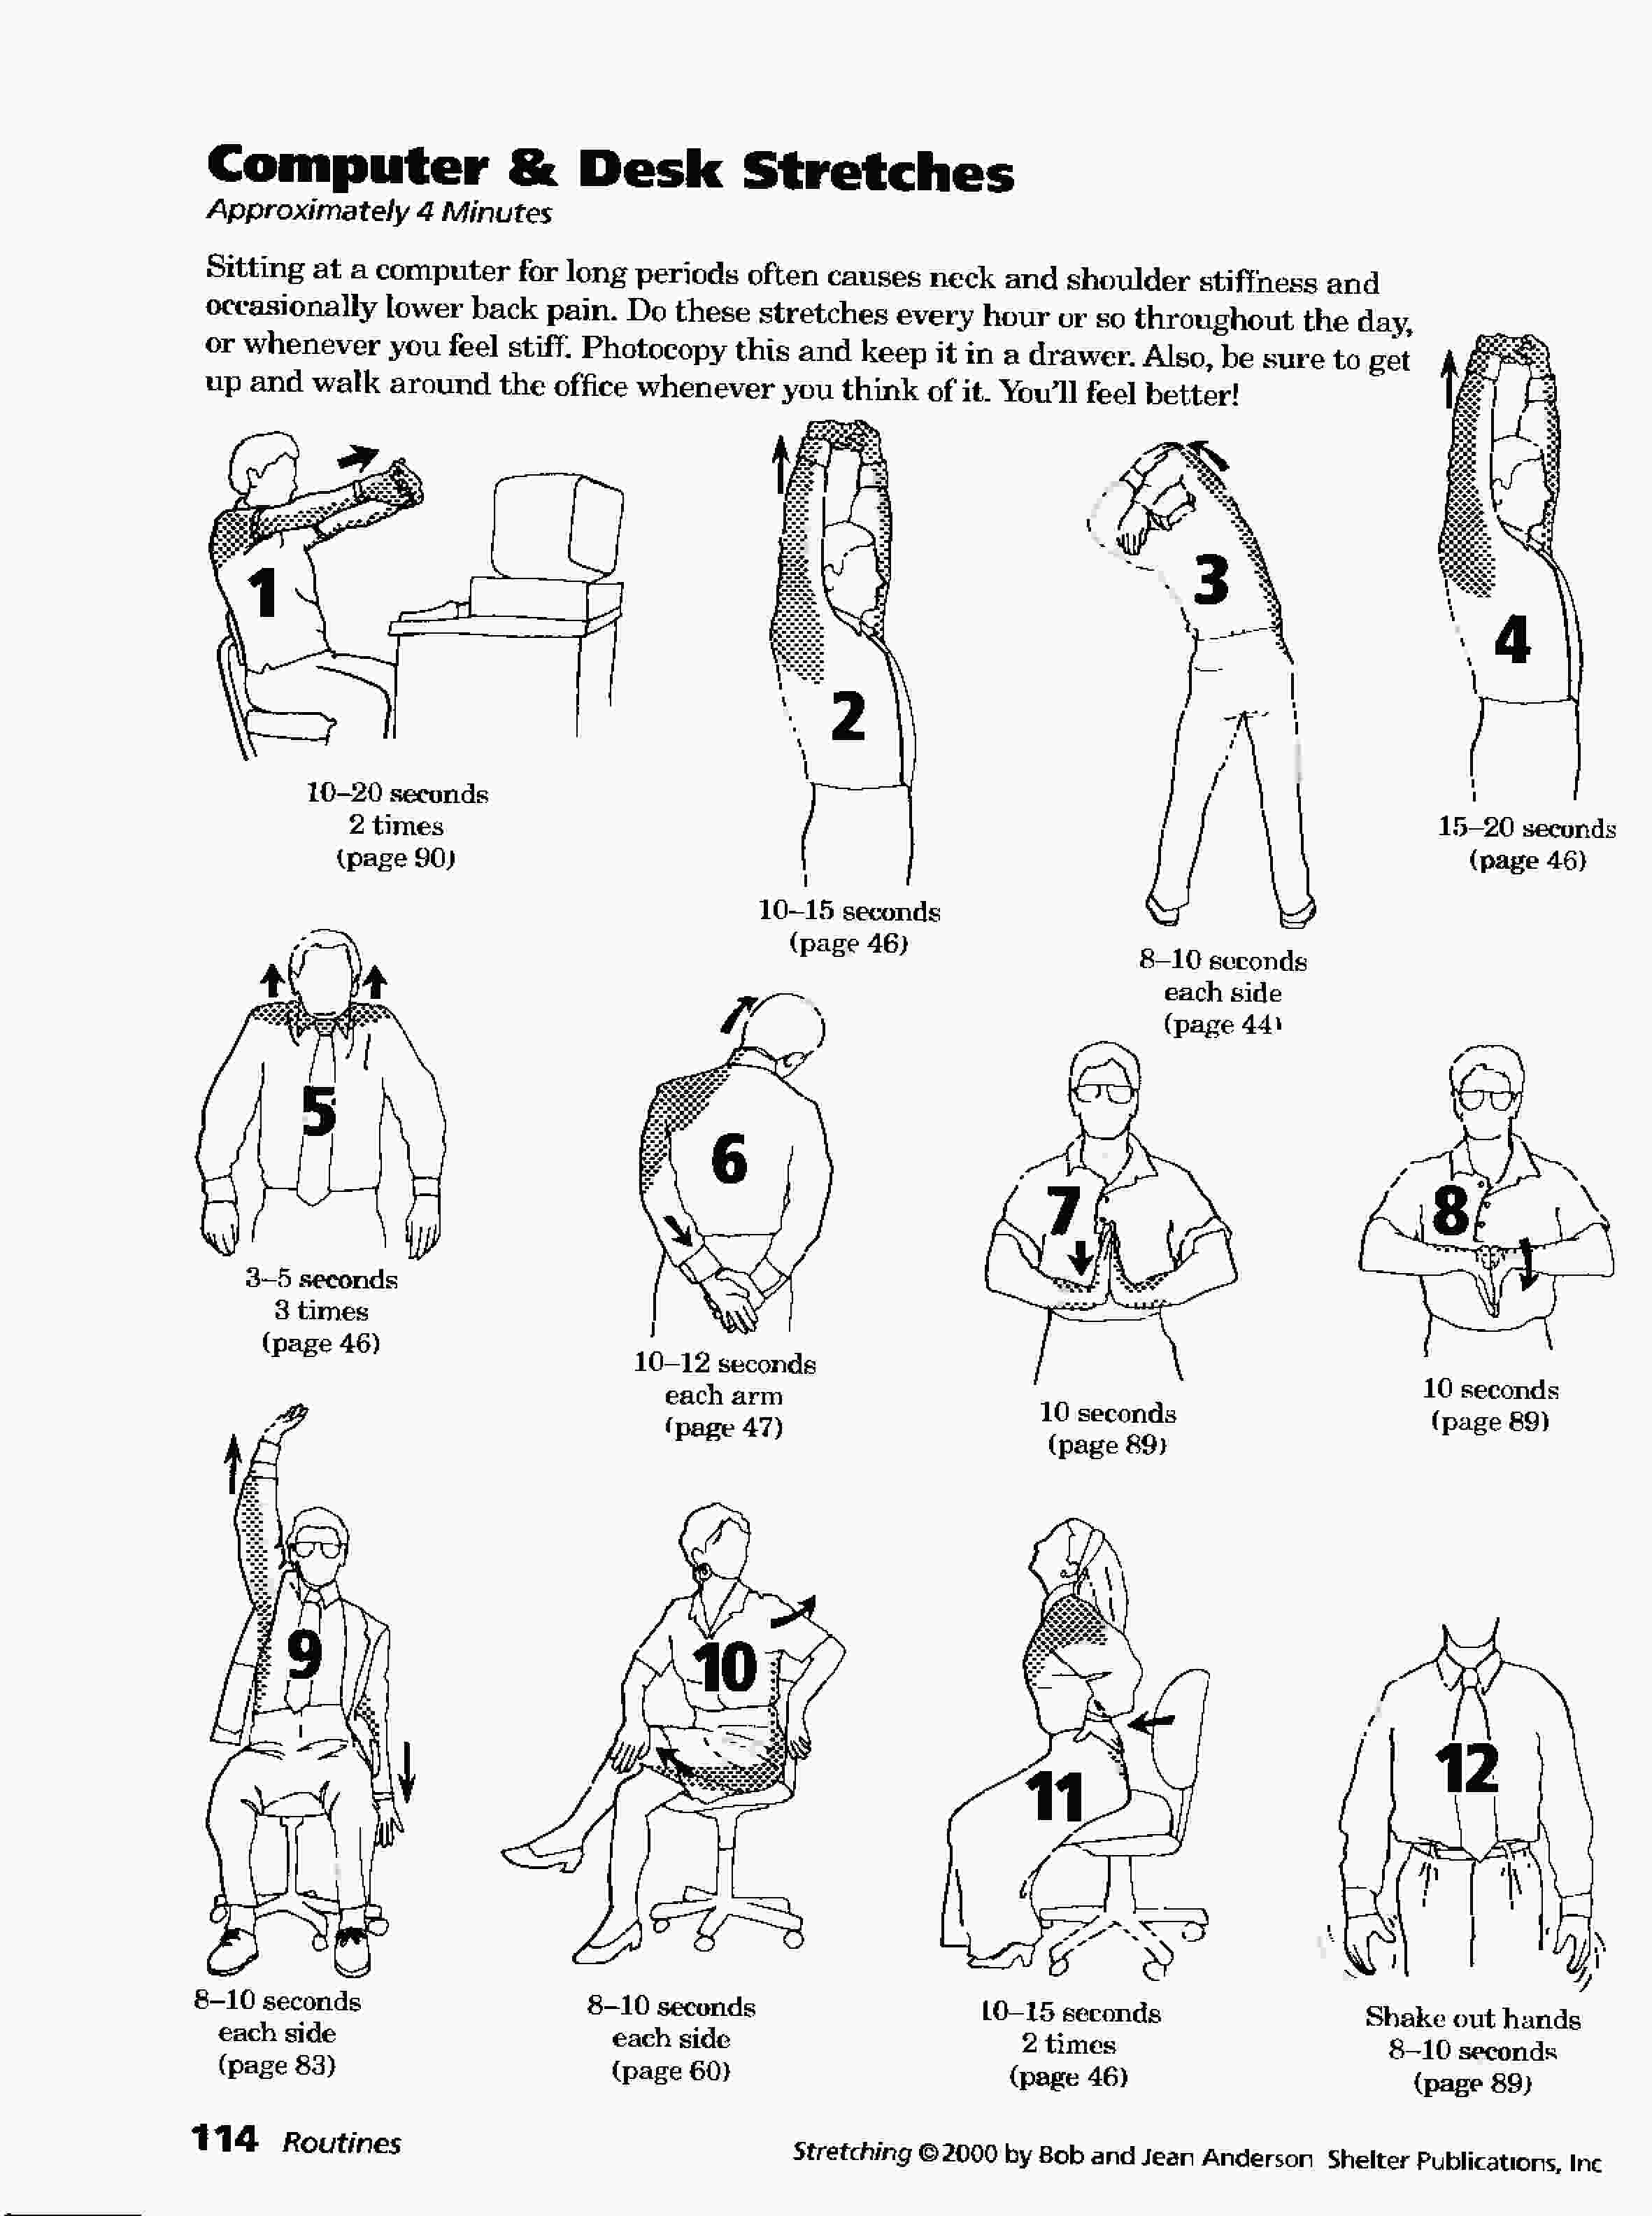 Computer & Desk Stretches
Approximately 4 Minutes
Sitting at a computer for long periods often causes neck and shoulder stiffness and
occasionally lower back pain. Do these stretches every hour or so throughout the day,
or whenever you feel stiff. Photocopy this and keep it in a drawer. Also, be sure to get
up and walk around the office whenever you think of it. You'll feel better!
1
10–20 seconds
2 times
(page 90)
2
10–15 seconds
(page 46)
3
8–10 seconds
each side
(page 44)
4
15–20 seconds
(page 46)
5
3–5 seconds
3 times
(page 46)
6
10–12 seconds
each arm
(page 47)
7
10 seconds
(page 89)
8
10 seconds
(page 89)
9
8–10 seconds
each side
(page 83)
10
8–10 seconds
each side
(page 60)
11
10–15 seconds
2 times
(page 46)
12
Shake out hands
8–10 seconds
(page 89)
114 Routines
Stretching ©2000 by Bob and Jean Anderson Shelter Publications, Inc